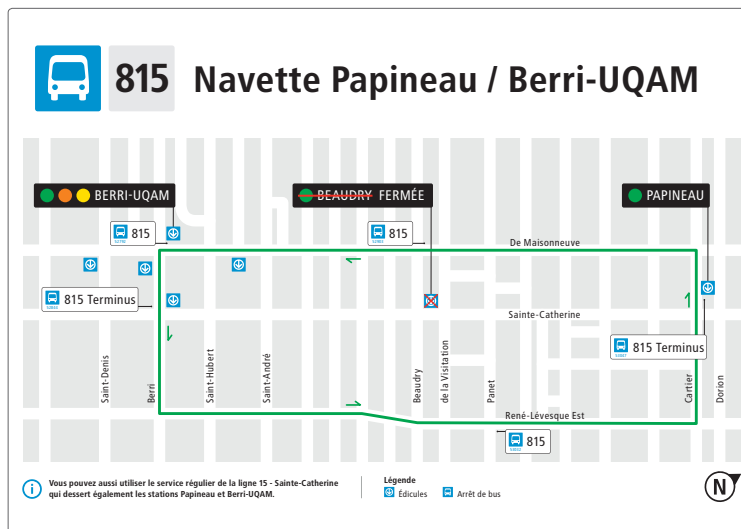 815 Navette Papineau / Berri-UQAM
BERRI-UQAM
BEAUDRY FERMÉE
PAPINEAU
815
815
De Maisonneuve
815 Terminus
Sainte-Catherine
815 Terminus
Saint-Denis
Berri
Saint-Hubert
Saint-André
Beaudry
de la Visitation
Panet
Cartier
Dorion
René-Lévesque Est
815
Vous pouvez aussi utiliser le service régulier de la ligne 15 - Sainte-Catherine
qui dessert également les stations Papineau et Berri-UQAM.
Légende
Édicules
Arrêt de bus
N